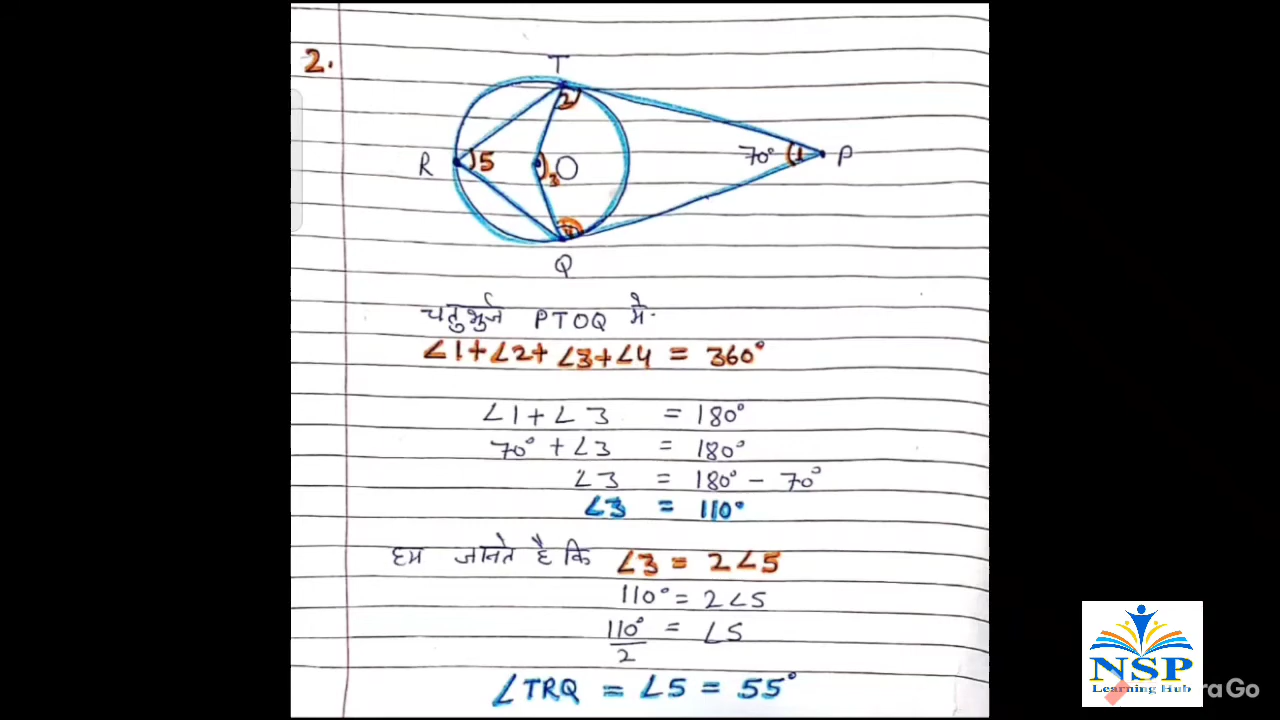 2.
T
2
R
5
3
O
70°
1
P
4
Q
चतुर्भुज PTOQ में
∠1+∠2+∠3+∠4 = 360°
∠1+∠3 = 180°
70°+∠3 = 180°
∠3 = 180° - 70°
∠3 = 110°
हम जानते है कि ∠3 = 2∠5
110° = 2∠5
110°/2 = ∠5
∠TRQ = ∠5 = 55°
NSP
Learning Hub
raGo